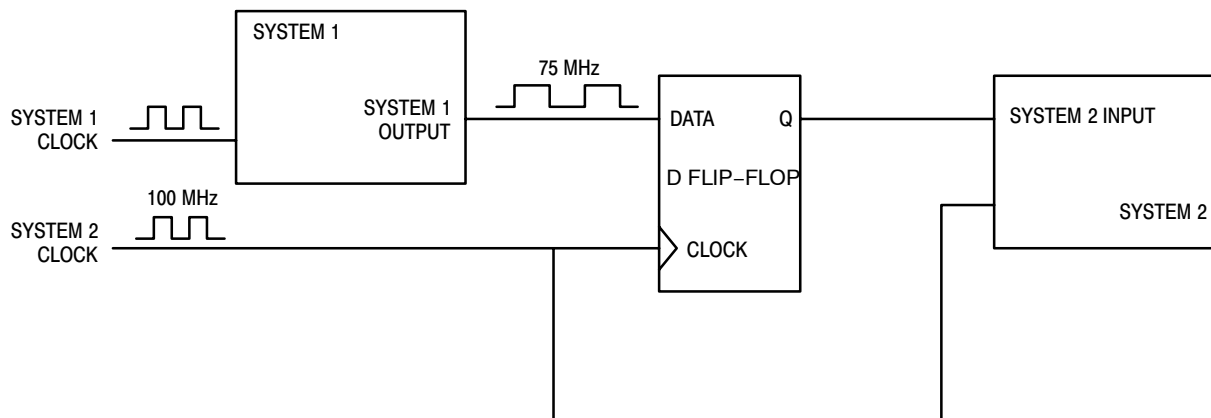 SYSTEM 1
75 MHz
SYSTEM 1
CLOCK
SYSTEM 1
OUTPUT
DATA
Q
SYSTEM 2 INPUT
D FLIP–FLOP
100 MHz
SYSTEM 2
SYSTEM 2
CLOCK
CLOCK